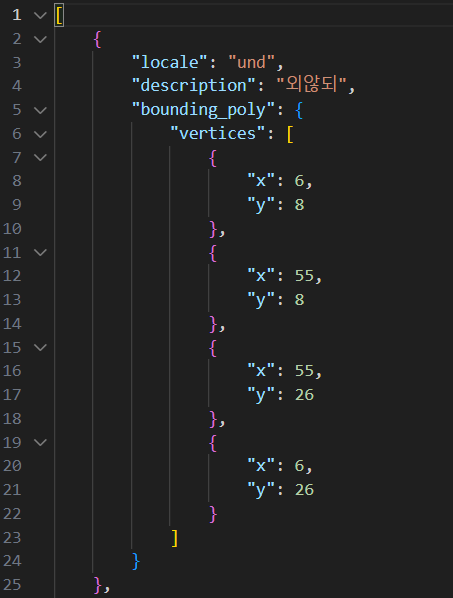 1 [
2 {
3 "locale": "und",
4 "description": "외않되",
5 "bounding_poly": {
6 "vertices": [
7 {
8 "x": 6,
9 "y": 8
10 },
11 {
12 "x": 55,
13 "y": 8
14 },
15 {
16 "x": 55,
17 "y": 26
18 },
19 {
20 "x": 6,
21 "y": 26
22 }
23 ]
24 }
25 },